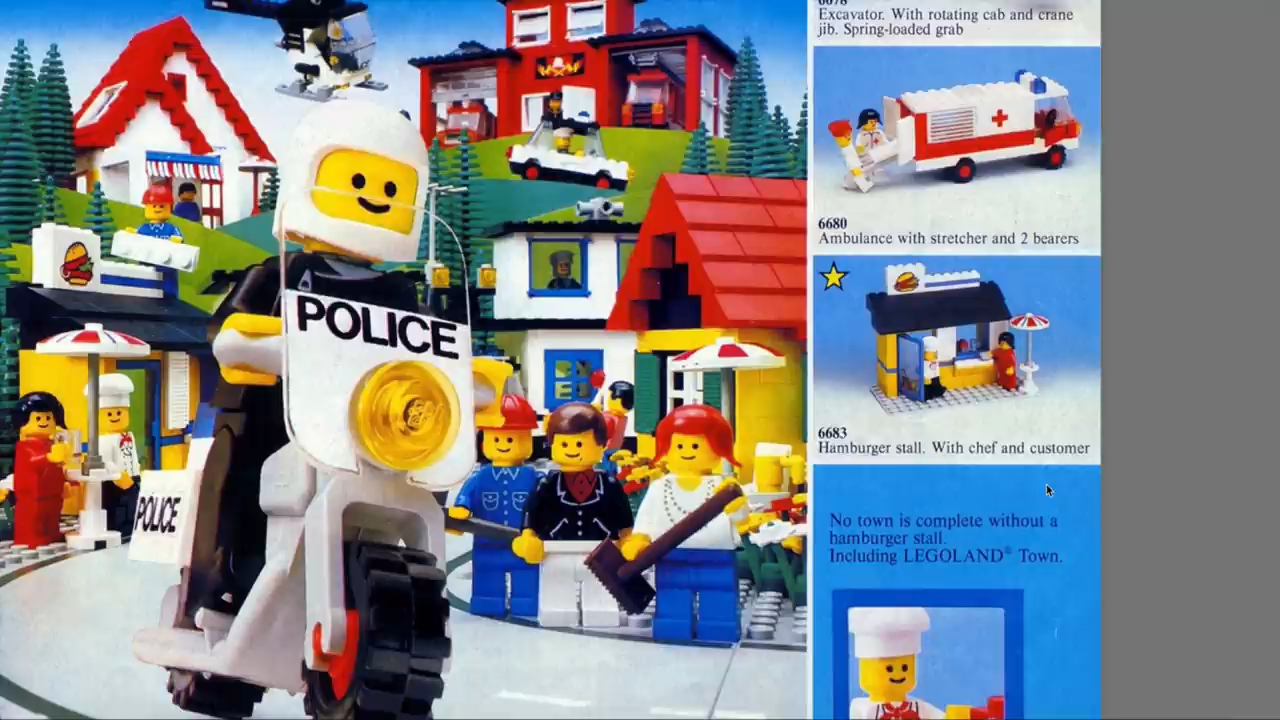 6678
Excavator. With rotating cab and crane
jib. Spring-loaded grab
6680
Ambulance with stretcher and 2 bearers
6683
Hamburger stall. With chef and customer
No town is complete without a
hamburger stall.
Including LEGOLAND® Town.
POLICE
POLICE